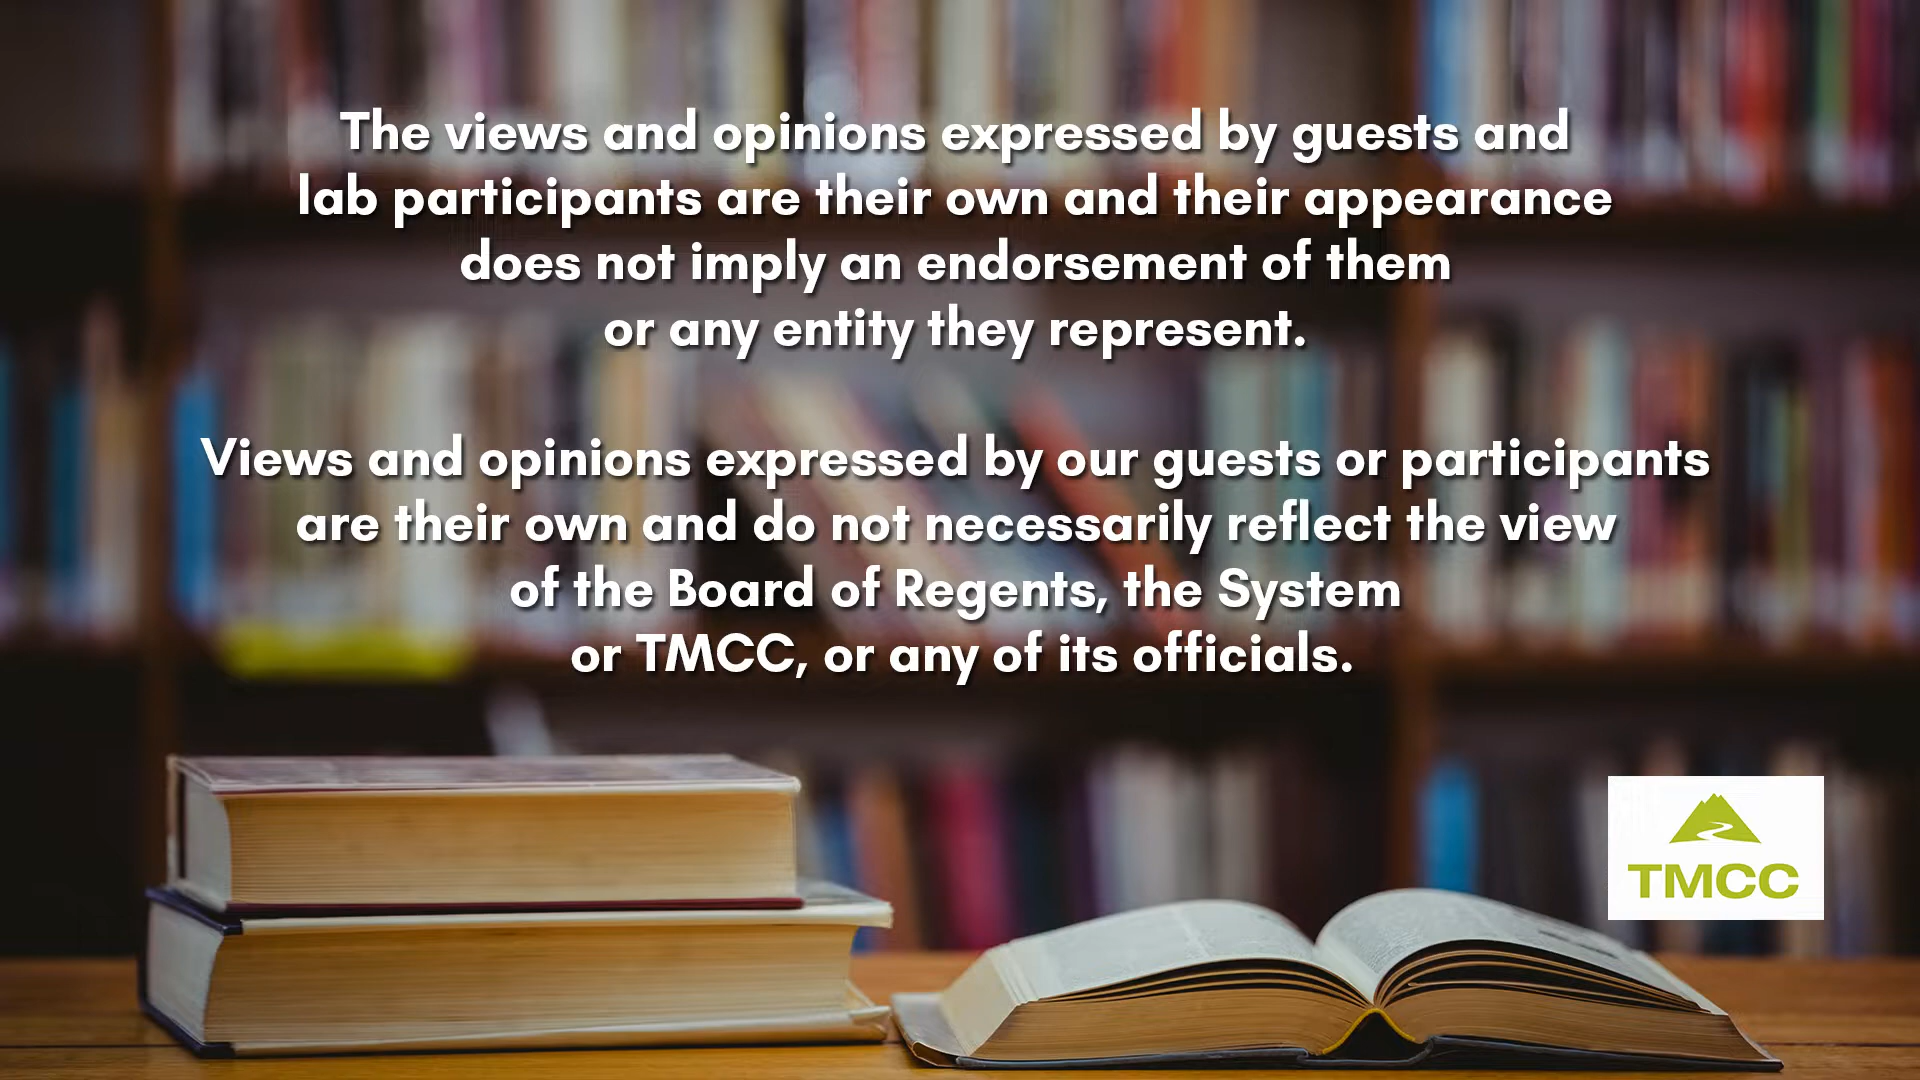 The views and opinions expressed by guests and
lab participants are their own and their appearance
does not imply an endorsement of them
or any entity they represent.
Views and opinions expressed by our guests or participants
are their own and do not necessarily reflect the view
of the Board of Regents, the System
or TMCC, or any of its officials.
TMCC